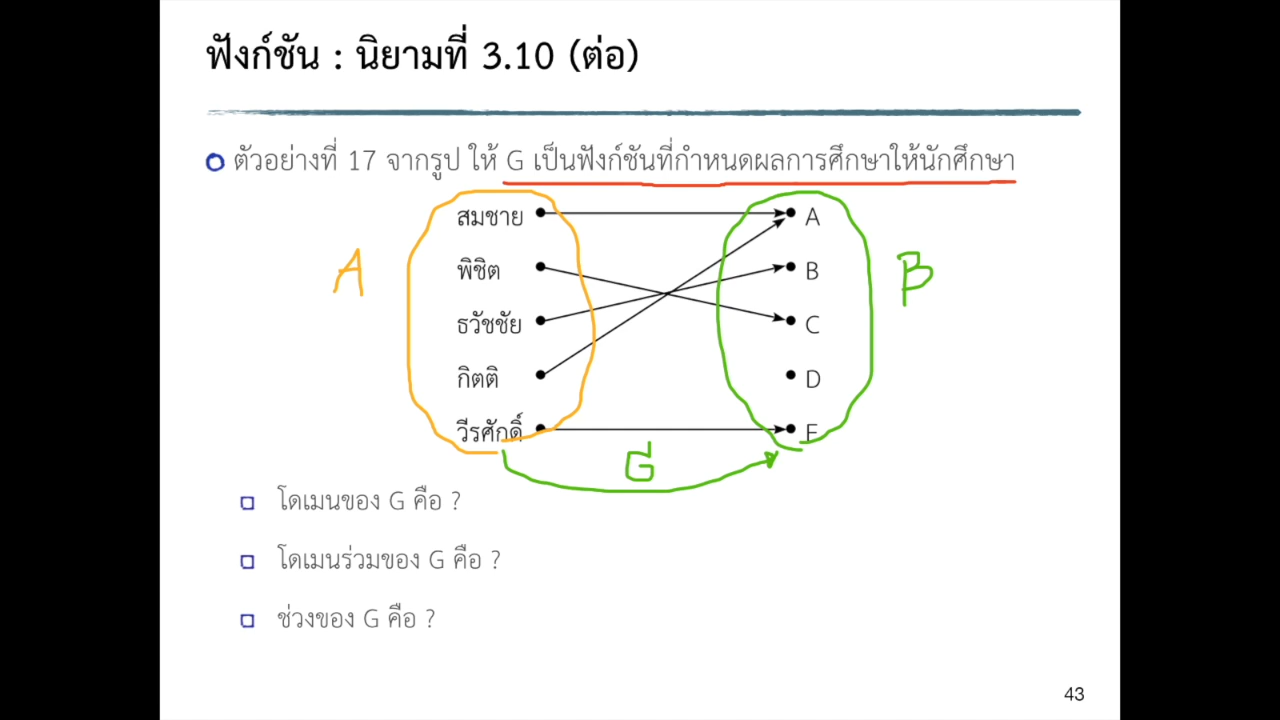 ฟังก์ชัน : นิยามที่ 3.10 (ต่อ)
ตัวอย่างที่ 17 จากรูป ให้ G เป็นฟังก์ชันที่กำหนดผลการศึกษาให้นักศึกษา
สมชาย A
A พิชิต B B
ธวัชชัย C
กิตติ D
วีรศักดิ์ F
G
โดเมนของ G คือ ?
โดเมนร่วมของ G คือ ?
ช่วงของ G คือ ?
43